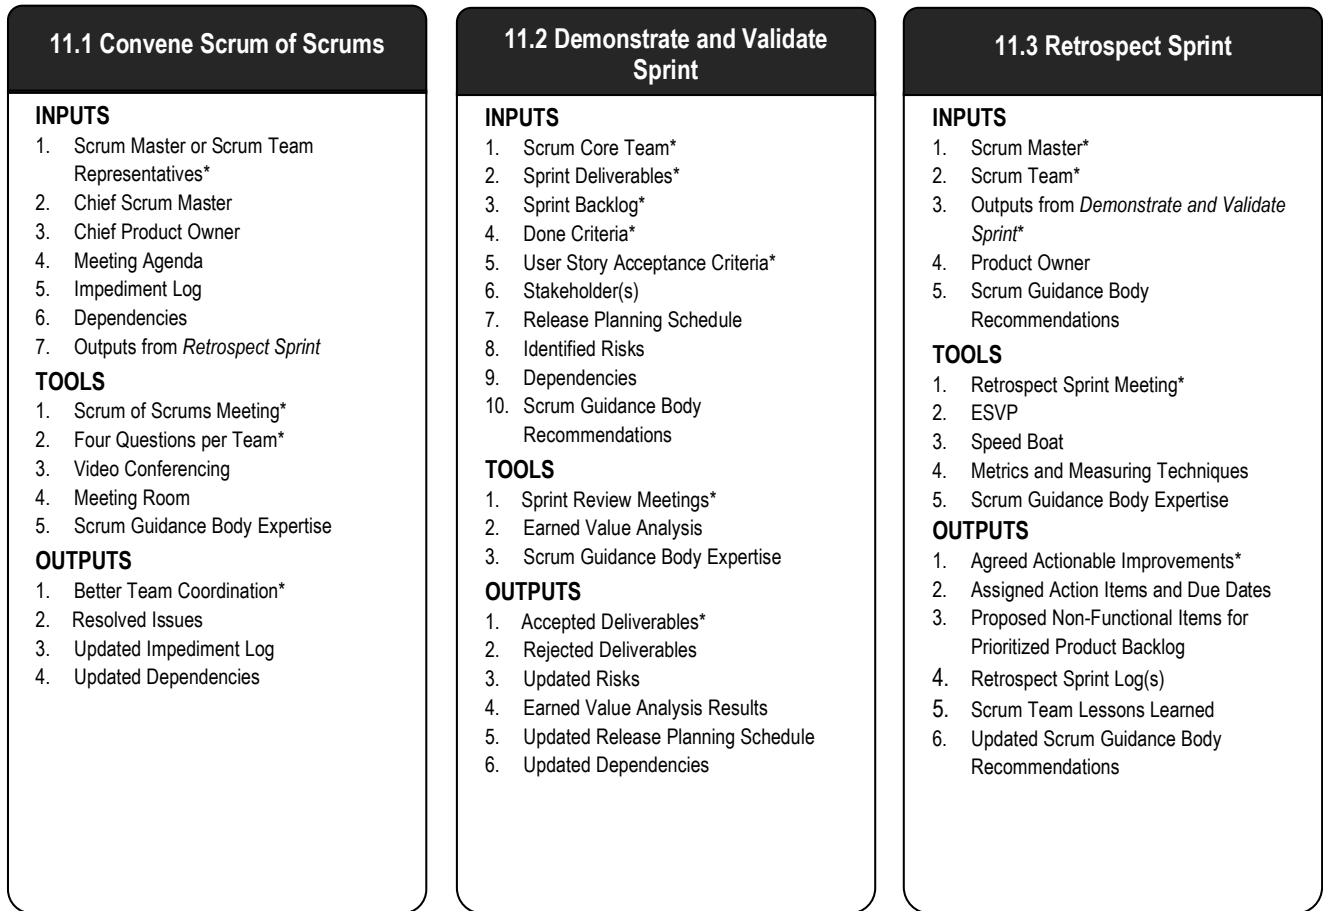 11.1 Convene Scrum of Scrums
INPUTS
1. Scrum Master or Scrum Team
Representatives*
2. Chief Scrum Master
3. Chief Product Owner
4. Meeting Agenda
5. Impediment Log
6. Dependencies
7. Outputs from Retrospect Sprint
TOOLS
1. Scrum of Scrums Meeting*
2. Four Questions per Team*
3. Video Conferencing
4. Meeting Room
5. Scrum Guidance Body Expertise
OUTPUTS
1. Better Team Coordination*
2. Resolved Issues
3. Updated Impediment Log
4. Updated Dependencies
11.2 Demonstrate and Validate
Sprint
INPUTS
1. Scrum Core Team*
2. Sprint Deliverables*
3. Sprint Backlog*
4. Done Criteria*
5. User Story Acceptance Criteria*
6. Stakeholder(s)
7. Release Planning Schedule
8. Identified Risks
9. Dependencies
10. Scrum Guidance Body
Recommendations
TOOLS
1. Sprint Review Meetings*
2. Earned Value Analysis
3. Scrum Guidance Body Expertise
OUTPUTS
1. Accepted Deliverables*
2. Rejected Deliverables
3. Updated Risks
4. Earned Value Analysis Results
5. Updated Release Planning Schedule
6. Updated Dependencies
11.3 Retrospect Sprint
INPUTS
1. Scrum Master*
2. Scrum Team*
3. Outputs from Demonstrate and Validate
Sprint*
4. Product Owner
5. Scrum Guidance Body
Recommendations
TOOLS
1. Retrospect Sprint Meeting*
2. ESVP
3. Speed Boat
4. Metrics and Measuring Techniques
5. Scrum Guidance Body Expertise
OUTPUTS
1. Agreed Actionable Improvements*
2. Assigned Action Items and Due Dates
3. Proposed Non-Functional Items for
Prioritized Product Backlog
4. Retrospect Sprint Log(s)
5. Scrum Team Lessons Learned
6. Updated Scrum Guidance Body
Recommendations